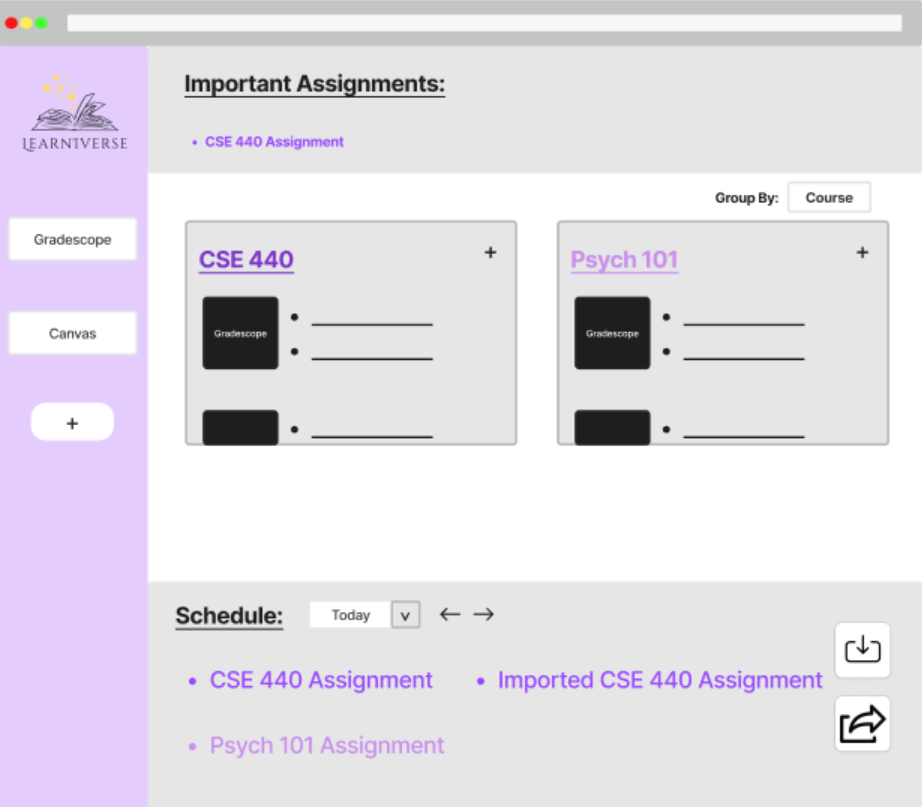 Important Assignments:
• CSE 440 Assignment
LEARNIVERSE
Gradescope
Canvas
+
Group By: Course
CSE 440 +
Gradescope
Psych 101 +
Gradescope
Schedule: Today v ← →
• CSE 440 Assignment • Imported CSE 440 Assignment
• Psych 101 Assignment